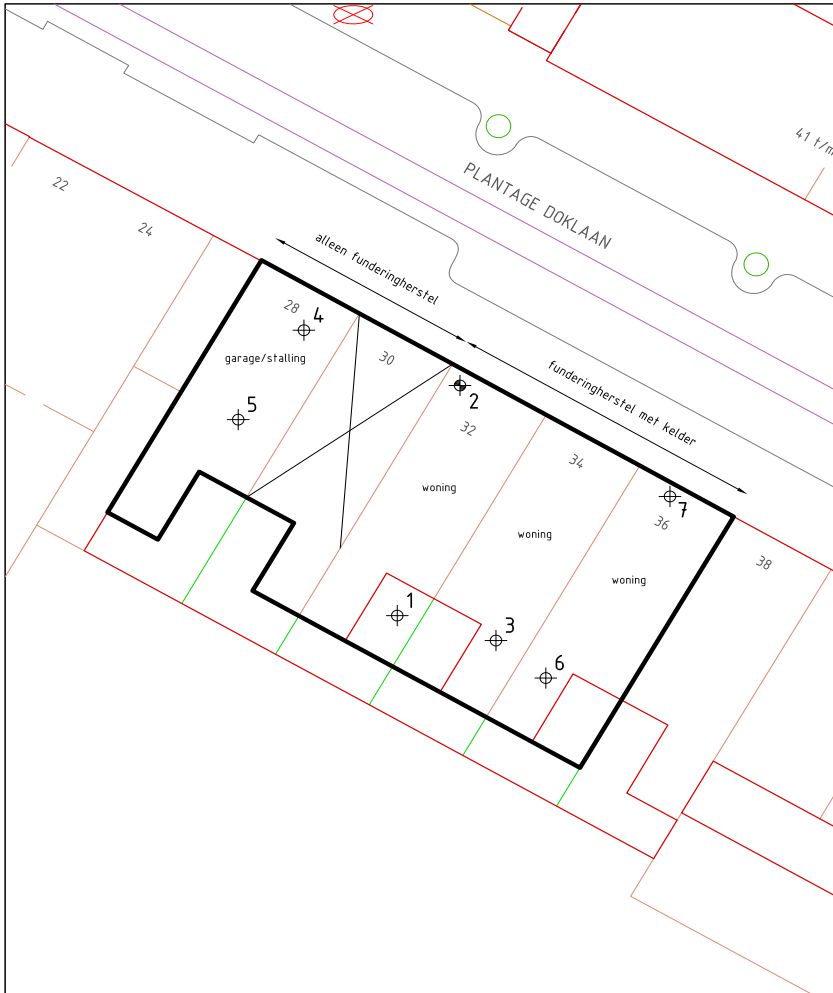 41 t/m
PLANTAGE DOKLAAN
22
24
alleen funderingherstel
28
4
garage/stalling
30
funderingherstel met kelder
2
5
32
34
woning
7
36
woning
38
woning
1
3
6